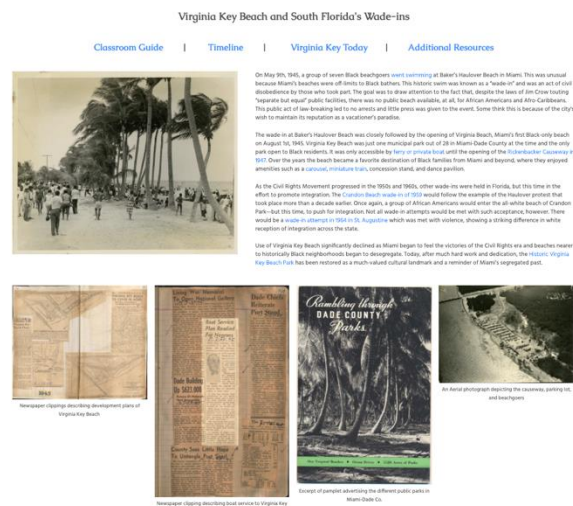 Virginia Key Beach and South Florida's Wade-ins
Classroom Guide | Timeline | Virginia Key Today | Additional Resources
On May 9th, 1945, a group of seven Black beachgoers went swimming at Baker's Haulover Beach in Miami. This was unusual
because Miami's beaches were off-limits to Black bathers. This historic swim was known as a "wade-in" and was an act of civil
disobedience by those who took part. The goal was to draw attention to the fact that, despite the laws of Jim Crow touting
"separate but equal" public facilities, there was no public beach available, at all, for African Americans and Afro-Caribbeans.
This public act of law-breaking led to no arrests and little press was given to the event. Some think this is because of the city's
wish to maintain its reputation as a vacationer's paradise.
The wade in at Baker's Haulover Beach was closely followed by the opening of Virginia Beach, Miami's first Black-only beach
on August 1st, 1945. Virginia Key Beach was just one municipal park out of 28 in Miami-Dade County at the time and the only
park open to Black residents. It was only accessible by ferry or private boat until the opening of the Rickenbacker Causeway in
1947. Over the years the beach became a favorite destination of Black families from Miami and beyond, where they enjoyed
amenities such as a carousel, miniature train, concession stand, and dance pavilion.
As the Civil Rights Movement progressed in the 1950s and 1960s, other wade-ins were held in Florida, but this time in the
effort to promote integration. The Crandon Beach wade-in of 1959 would follow the example of the Haulover protest that
took place more than a decade earlier. Once again, a group of African Americans would enter the all-white beach of Crandon
Park—but this time, to push for integration. Not all wade-in attempts would be met with such acceptance, however. There
would be a wade-in attempt in 1964 in St. Augustine which was met with violence, showing a striking difference in white
reception of integration across the state.
Use of Virginia Key Beach significantly declined as Miami began to feel the victories of the Civil Rights era and beaches nearer
to historically Black neighborhoods began to desegregate. Today, after much hard work and dedication, the Historic Virginia
Key Beach Park has been restored as a much-valued cultural landmark and a reminder of Miami's segregated past.
Newspaper clippings describing development plans of
Virginia Key Beach
Dade Building
Up $627,000
Newspaper clipping describing boat service to Virginia Key
Rambling through
DADE COUNTY
Parks.
Excerpt of pamplet advertising the different public parks in
Miami-Dade Co.
An Aerial photograph depicting the causeway, parking lot,
and beachgoers